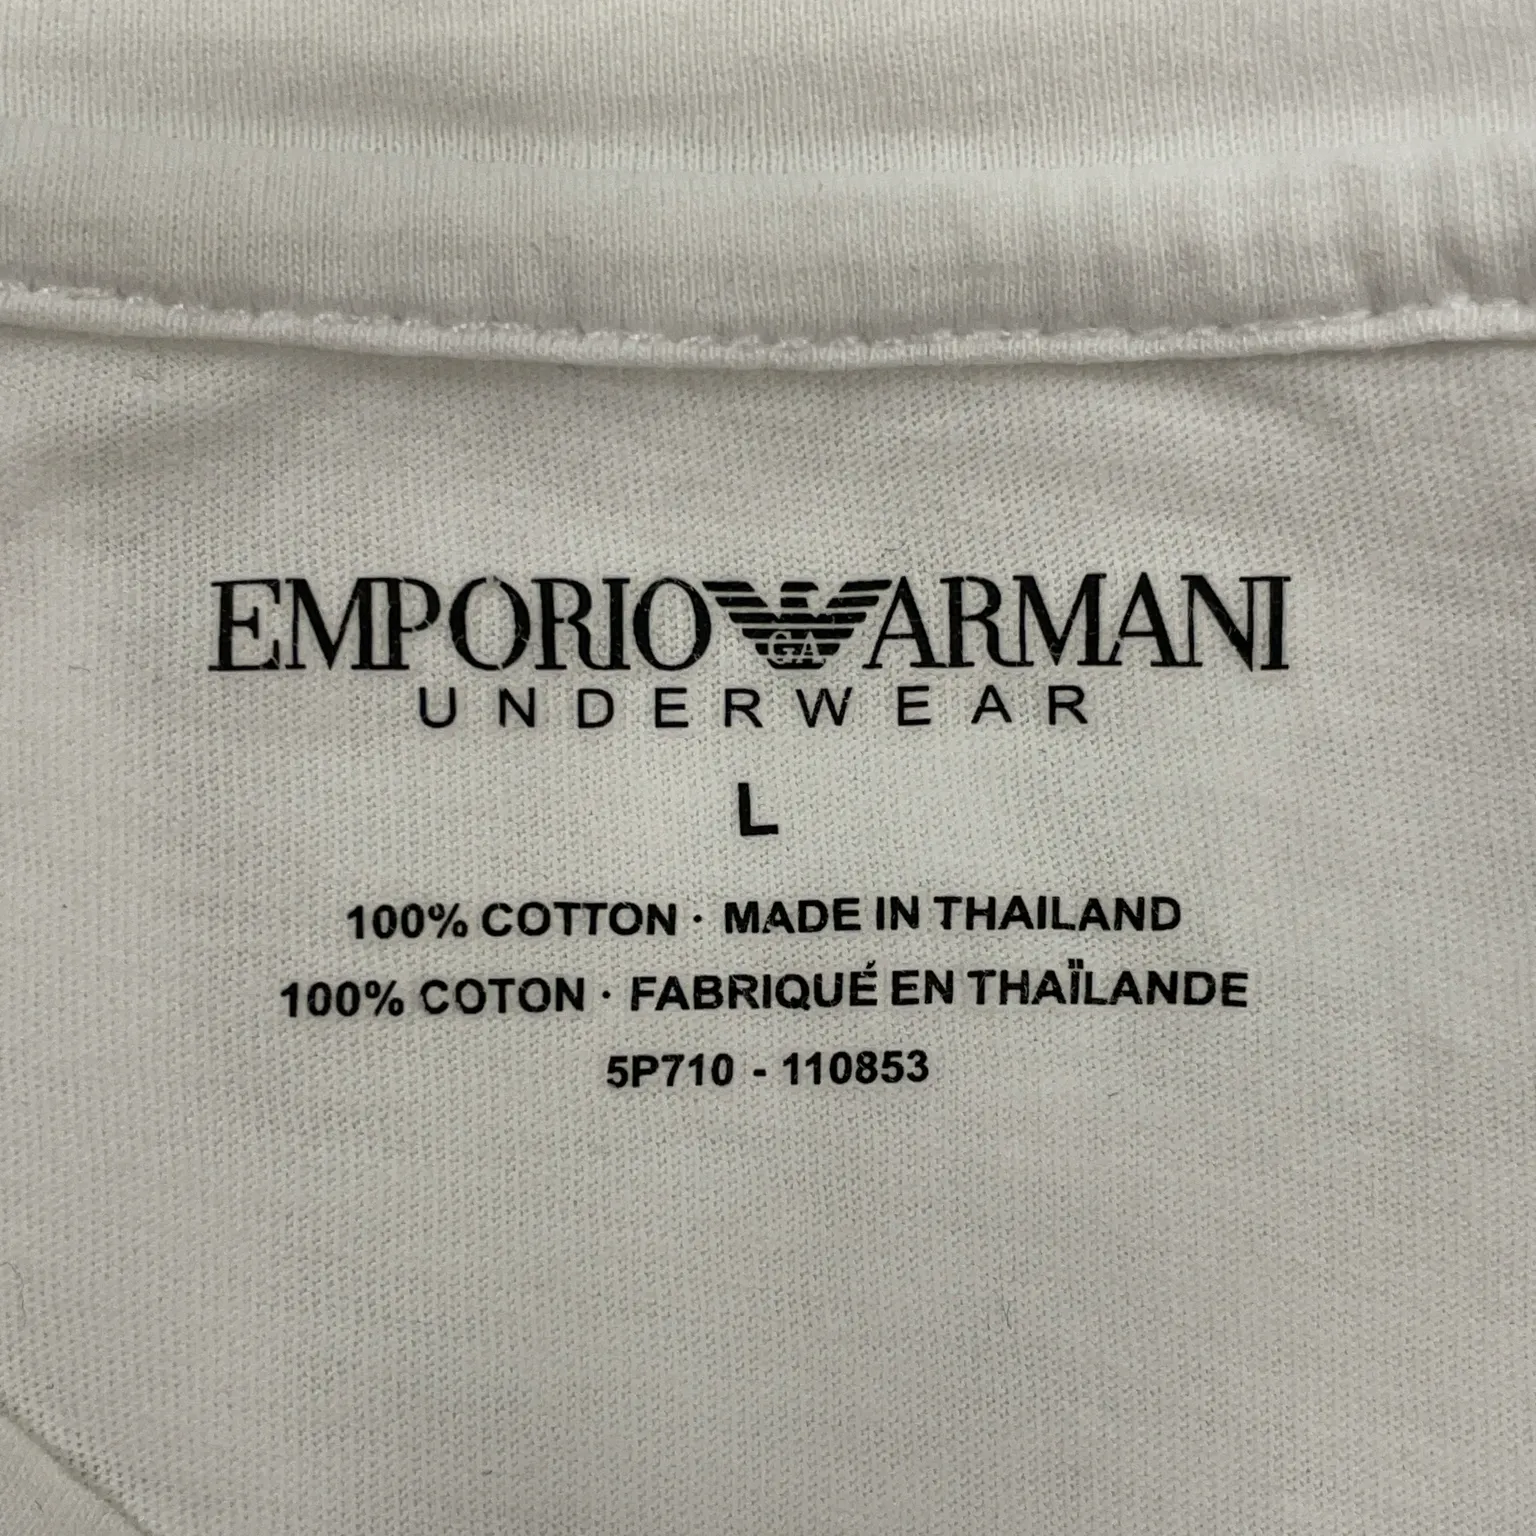 EMPORIO GA ARMANI
UNDERWEAR
L
100% COTTON · MADE IN THAILAND
100% COTON · FABRIQUÉ EN THAÏLANDE
5P710 - 110853